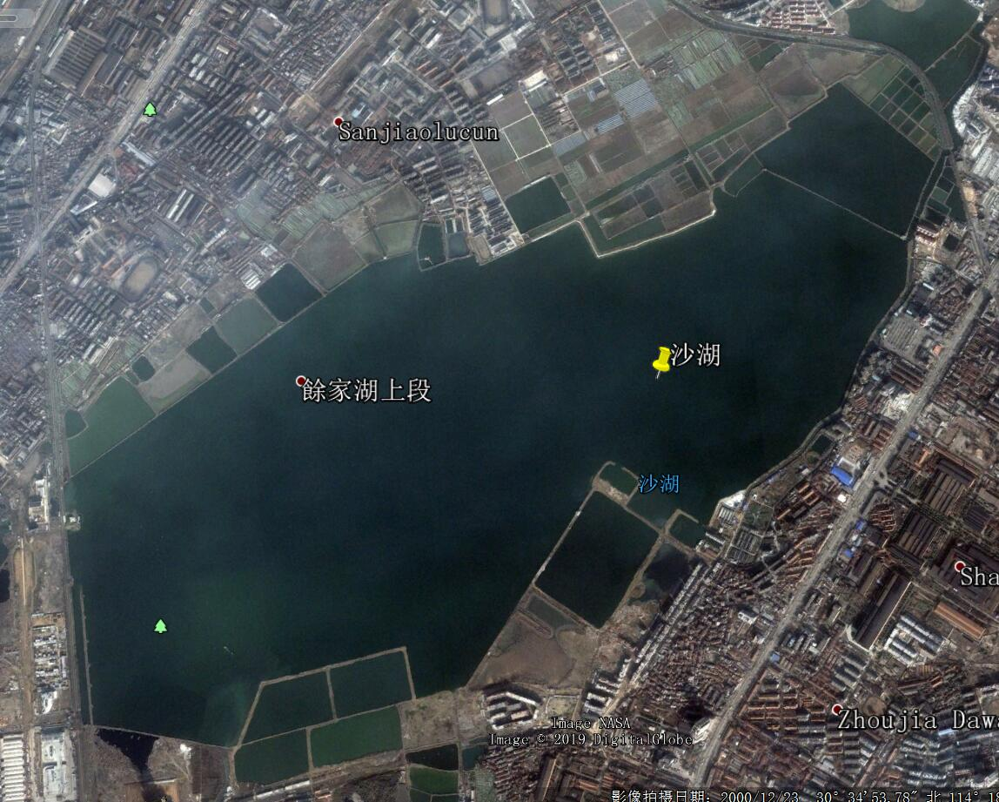 Sanjiaolucun
沙湖
餘家湖上段
沙湖
Sha
Zhoujia Daw
Image NASA
Image © 2019 DigitalGlobe
影像拍摄日期: 2000/12/23 30°34'53.78" 北 114°